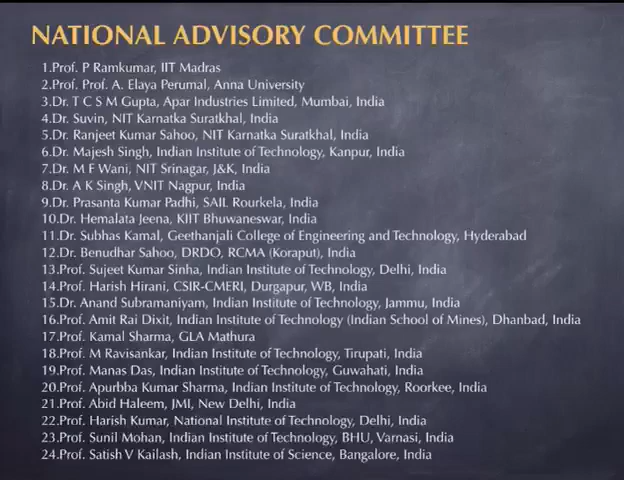 NATIONAL ADVISORY COMMITTEE
1.Prof. P Ramkumar, IIT Madras
2.Prof. Prof. A. Elaya Perumal, Anna University
3.Dr. T C S M Gupta, Apar Industries Limited, Mumbai, India
4.Dr. Suvin, NIT Karnatka Suratkhal, India
5.Dr. Ranjeet Kumar Sahoo, NIT Karnatka Suratkhal, India
6.Dr. Majesh Singh, Indian Institute of Technology, Kanpur, India
7.Dr. M F Wani, NIT Srinagar, J&K, India
8.Dr. A K Singh, VNIT Nagpur, India
9.Dr. Prasanta Kumar Padhi, SAIL Rourkela, India
10.Dr. Hemalata Jeena, KIIT Bhuwaneswar, India
11.Dr. Subhas Kamal, Geethanjali College of Engineering and Technology, Hyderabad
12.Dr. Benudhar Sahoo, DRDO, RCMA (Koraput), India
13.Prof. Sujeet Kumar Sinha, Indian Institute of Technology, Delhi, India
14.Prof. Harish Hirani, CSIR-CMERI, Durgapur, WB, India
15.Dr. Anand Subramaniyam, Indian Institute of Technology, Jammu, India
16.Prof. Amit Rai Dixit, Indian Institute of Technology (Indian School of Mines), Dhanbad, India
17.Prof. Kamal Sharma, GLA Mathura
18.Prof. M Ravisankar, Indian Institute of Technology, Tirupati, India
19.Prof. Manas Das, Indian Institute of Technology, Guwahati, India
20.Prof. Apurbba Kumar Sharma, Indian Institute of Technology, Roorkee, India
21.Prof. Abid Haleem, JMI, New Delhi, India
22.Prof. Harish Kumar, National Institute of Technology, Delhi, India
23.Prof. Sunil Mohan, Indian Institute of Technology, BHU, Varnasi, India
24.Prof. Satish V Kailash, Indian Institute of Science, Bangalore, India